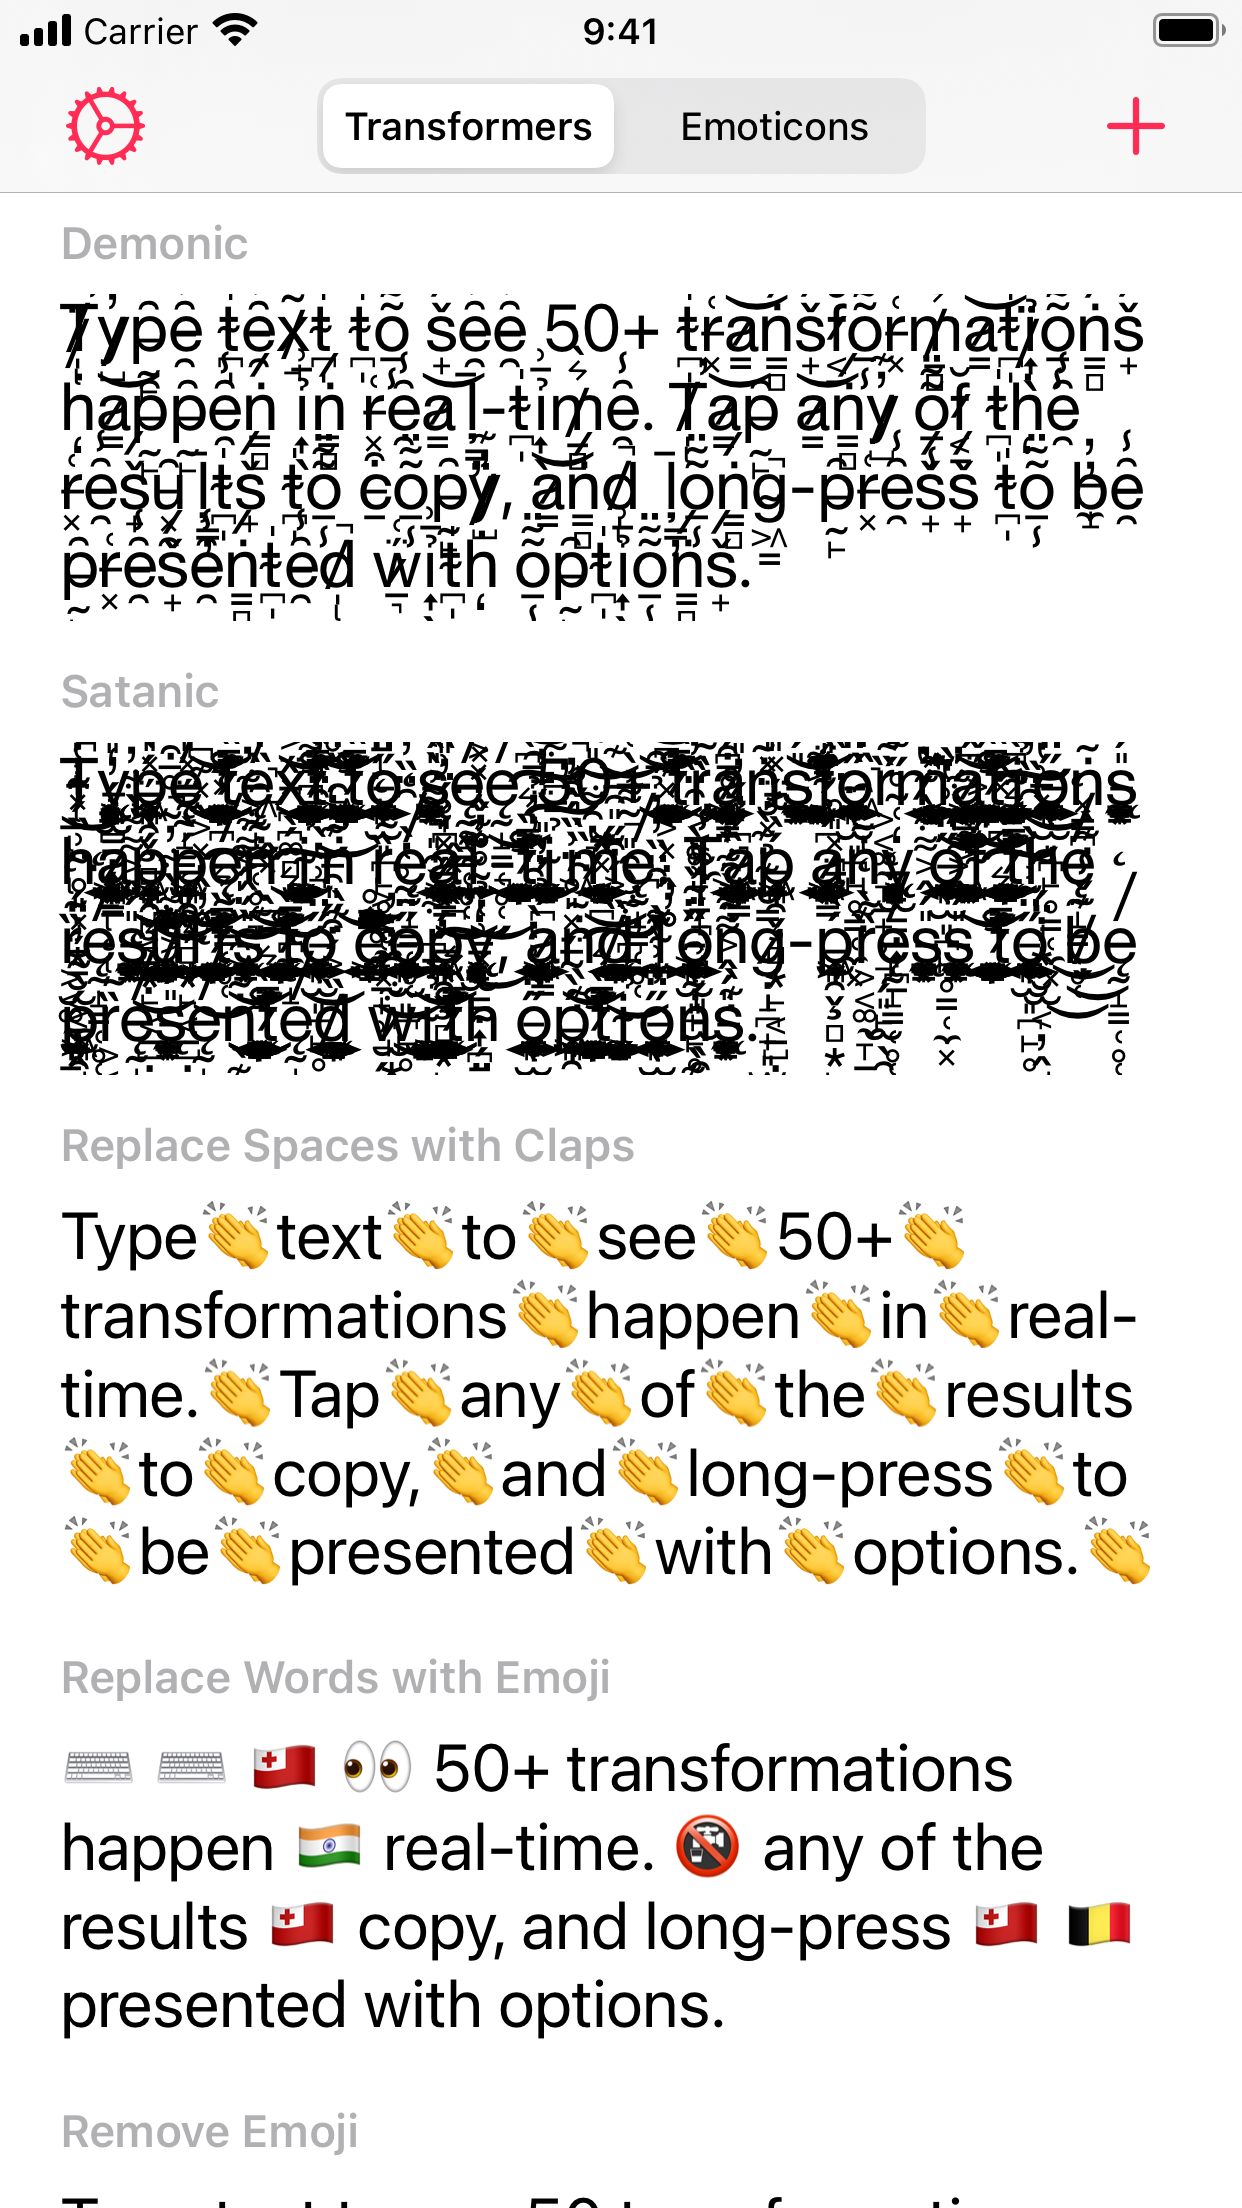 Carrier 9:41
Transformers Emoticons
Demonic
Type text to see 50+ transformations
happen in real-time. Tap any of the
results to copy, and long-press to be
presented with options.
Satanic
Type text to see 50+ transformations
happen in real-time. Tap any of the
results to copy, and long-press to be
presented with options.
Replace Spaces with Claps
Type👏text👏to👏see👏50+👏
transformations👏happen👏in👏real-
time.👏Tap👏any👏of👏the👏results
👏to👏copy,👏and👏long-press👏to
👏be👏presented👏with👏options.👏
Replace Words with Emoji
⌨️ ⌨️ 🇹🇴 👀 50+ transformations
happen 🇮🇳 real-time. 🚱 any of the
results 🇹🇴 copy, and long-press 🇹🇴 🇧🇪
presented with options.
Remove Emoji